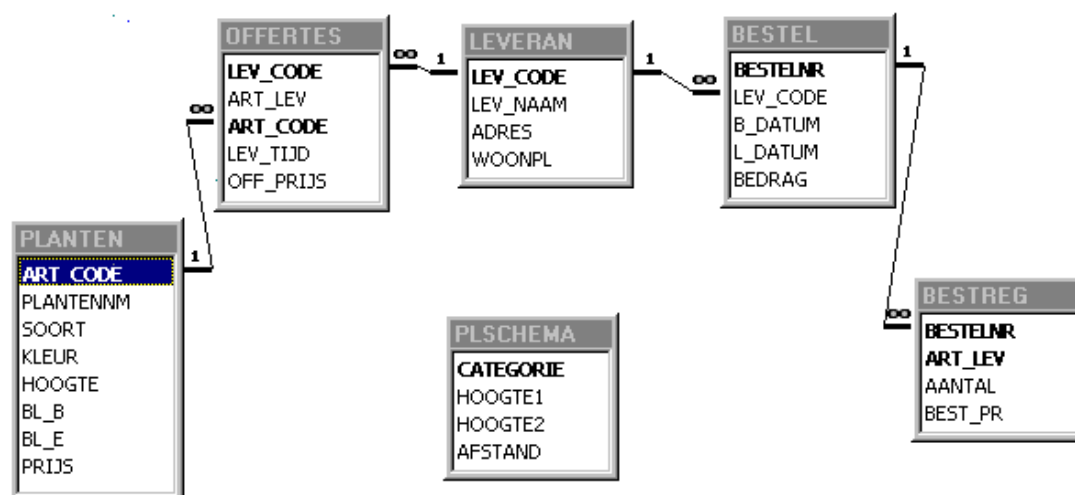 OFFERTES
LEV_CODE
ART_LEV
ART_CODE
LEV_TIJD
OFF_PRIJS
∞
∞
1
LEVERAN
LEV_CODE
LEV_NAAM
ADRES
WOONPL
1
∞
BESTEL
BESTELNR
LEV_CODE
B_DATUM
L_DATUM
BEDRAG
1
PLANTEN
ART_CODE
PLANTENNM
SOORT
KLEUR
HOOGTE
BL_B
BL_E
PRIJS
1
PLSCHEMA
CATEGORIE
HOOGTE1
HOOGTE2
AFSTAND
∞
BESTREG
BESTELNR
ART_LEV
AANTAL
BEST_PR